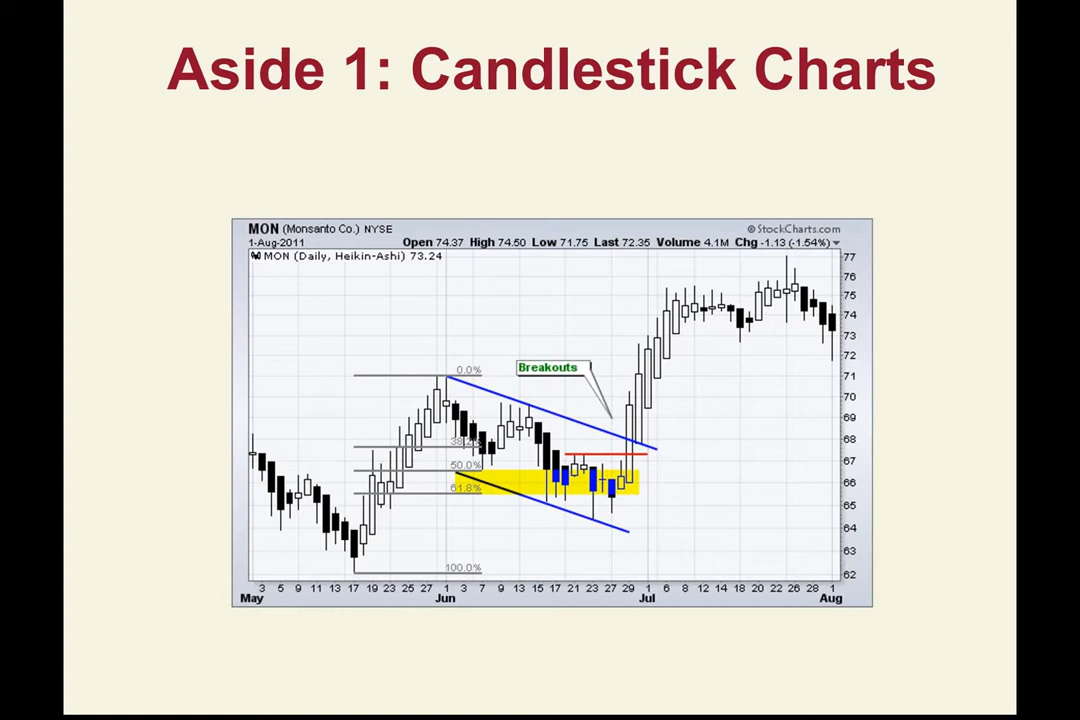 Aside 1: Candlestick Charts
MON (Monsanto Co.) NYSE
© StockCharts.com
1-Aug-2011 Open 74.37 High 74.50 Low 71.75 Last 72.35 Volume 4.1M Chg -1.13 (-1.54%)
MON (Daily, Heikin-Ashi) 73.24
77
76
75
74
73
72
71
70
69
68
67
66
65
64
63
62
0.0%
Breakouts
50.0%
61.8%
100.0%
3 5 9 11 13 17 19 23 25 27 1 3 7 9 13 15 17 21 23 27 29 1 6 8 12 14 18 20 22 26 28 1
May Jun Jul Aug